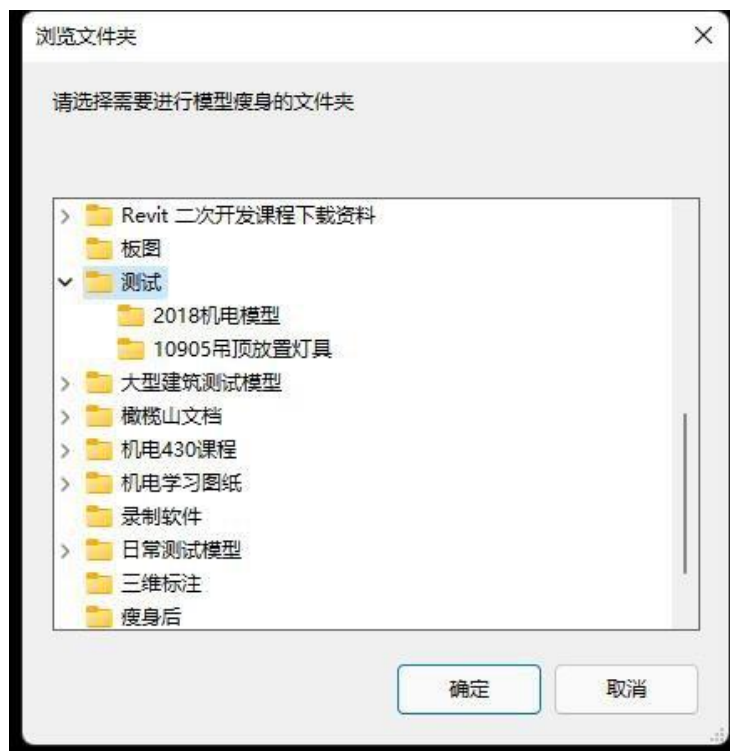 浏览文件夹
请选择需要进行模型瘦身的文件夹
Revit 二次开发课程下载资料
板图
测试
2018机电模型
10905吊顶放置灯具
大型建筑测试模型
橄榄山文档
机电430课程
机电学习图纸
录制软件
日常测试模型
三维标注
瘦身后
确定
取消